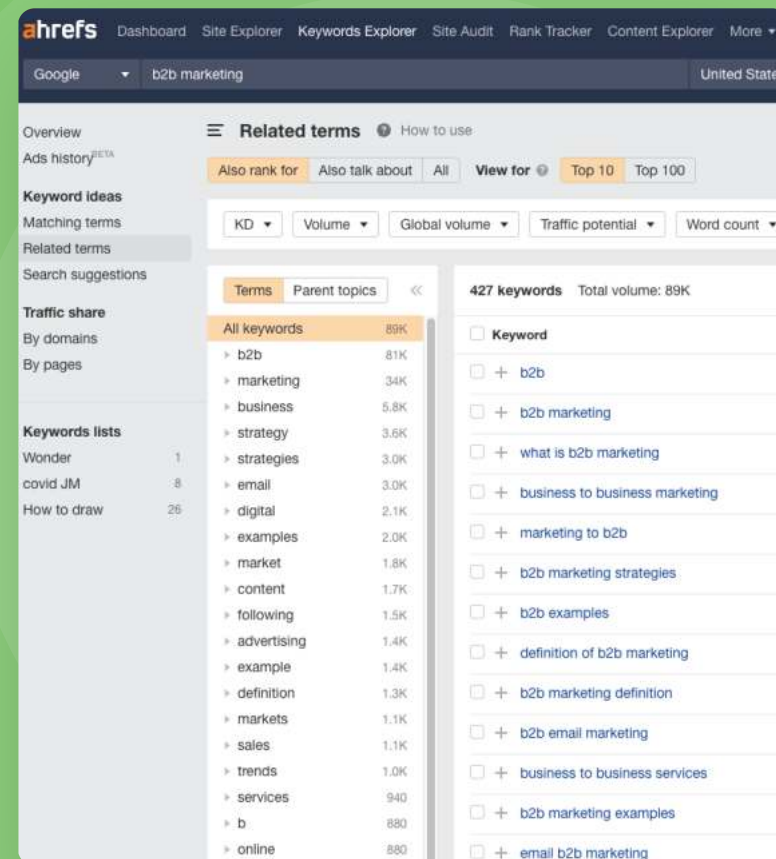 ahrefs Dashboard Site Explorer Keywords Explorer Site Audit Rank Tracker Content Explorer More
Google b2b marketing United State
Overview
Ads history BETA
Keyword ideas
Matching terms
Related terms
Search suggestions
Traffic share
By domains
By pages
Keywords lists
Wonder 1
covid JM 8
How to draw 26
Related terms ? How to use
Also rank for Also talk about All View for ? Top 10 Top 100
KD Volume Global volume Traffic potential Word count
Terms Parent topics «
All keywords 89K
b2b 81K
marketing 34K
business 5.8K
strategy 3.6K
strategies 3.0K
email 3.0K
digital 2.1K
examples 2.0K
market 1.8K
content 1.7K
following 1.5K
advertising 1.4K
example 1.4K
definition 1.3K
markets 1.1K
sales 1.1K
trends 1.0K
services 940
b 880
online 880
427 keywords Total volume: 89K
Keyword
+ b2b
+ b2b marketing
+ what is b2b marketing
+ business to business marketing
+ marketing to b2b
+ b2b marketing strategies
+ b2b examples
+ definition of b2b marketing
+ b2b marketing definition
+ b2b email marketing
+ business to business services
+ b2b marketing examples
+ email b2b marketing